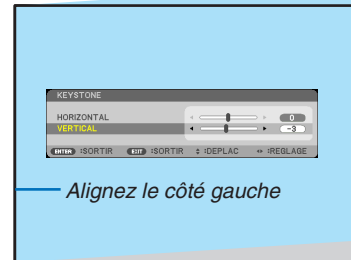 KEYSTONE
HORIZONTAL 0
VERTICAL -3
ENTER :SORTIR EXIT :SORTIR :DEPLAC :REGLAGE
Alignez le côté gauche